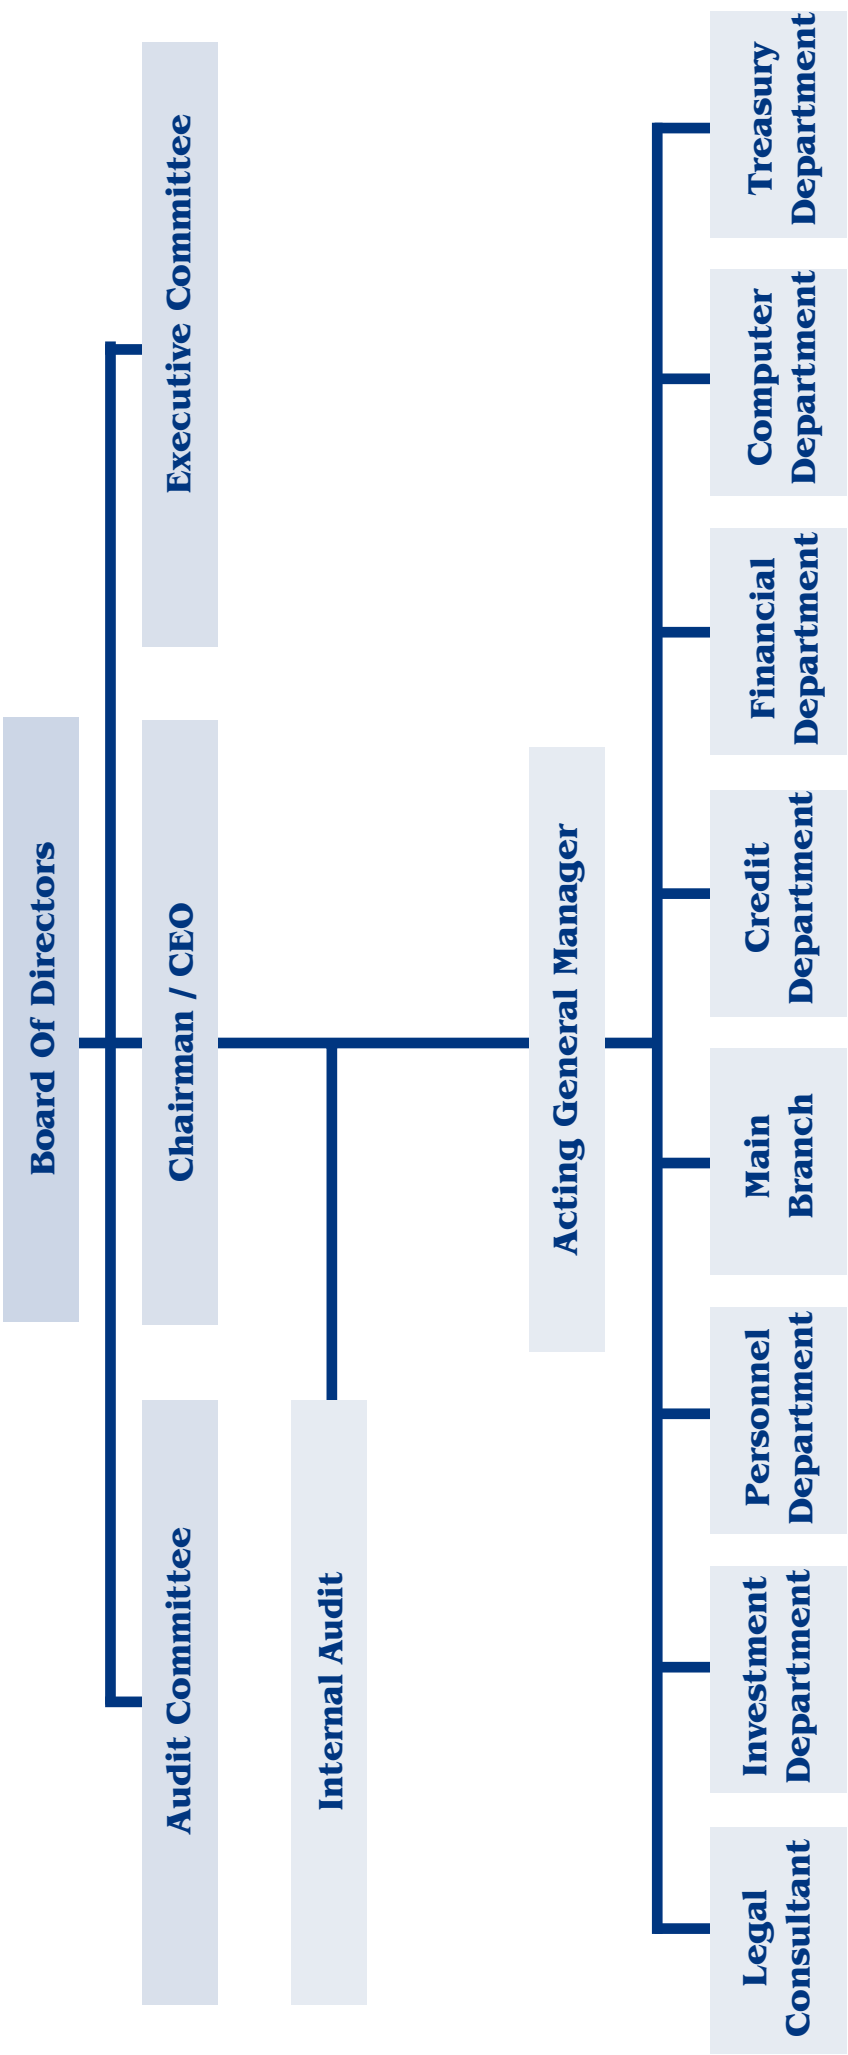 Board Of Directors
Audit Committee
Chairman / CEO
Executive Committee
Internal Audit
Acting General Manager
Legal
Consultant
Investment
Department
Personnel
Department
Main
Branch
Credit
Department
Financial
Department
Computer
Department
Treasury
Department